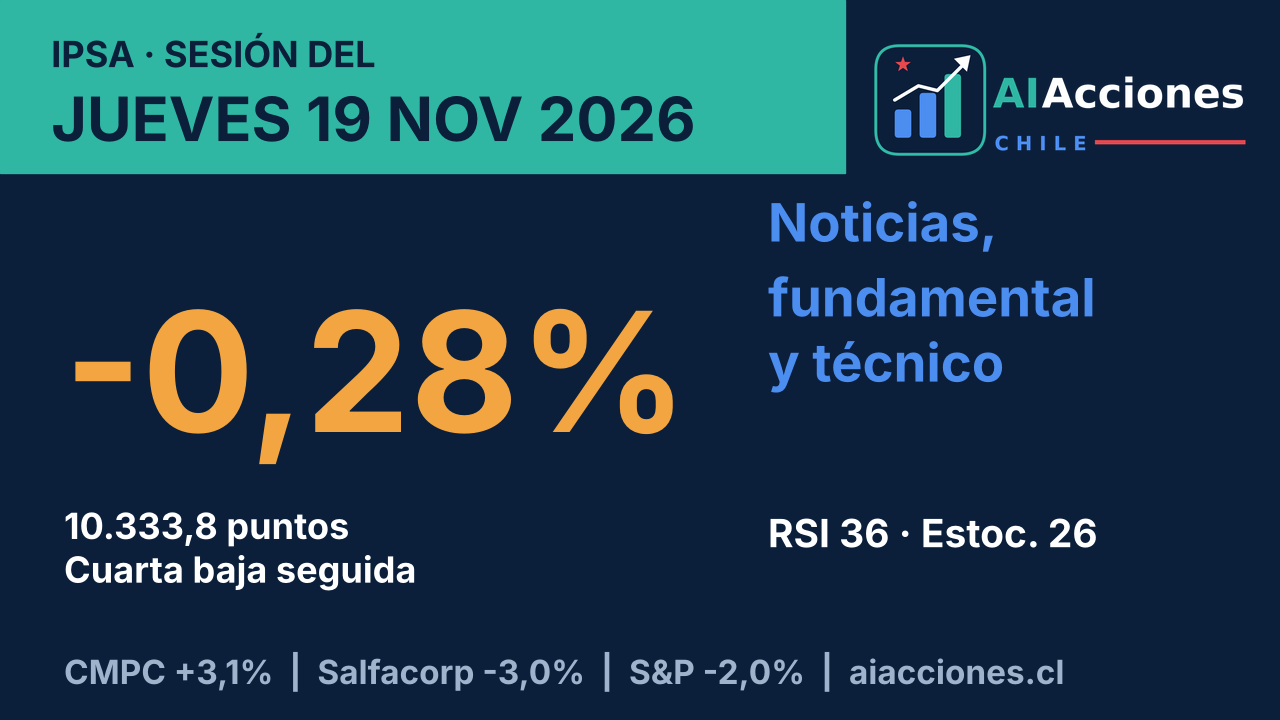 IPSA · SESIÓN DEL
JUEVES 19 NOV 2026
AIAcciones
CHILE
Noticias,
fundamental
y técnico
-0,28%
10.333,8 puntos
Cuarta baja seguida
RSI 36 · Estoc. 26
CMPC +3,1% | Salfacorp -3,0% | S&P -2,0% | aiacciones.cl